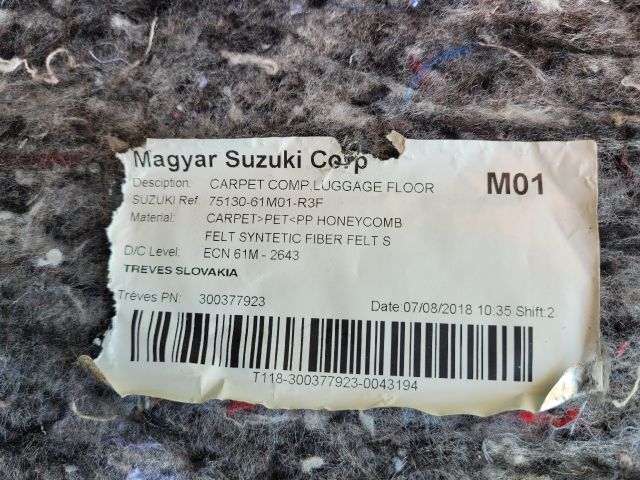 Magyar Suzuki Corp
M01
Desciption: CARPET COMP,LUGGAGE FLOOR
SUZUKI Ref: 75130-61M01-R3F
Material: CARPET>PET<PP HONEYCOMB
FELT SYNTETIC FIBER FELT S
D/C Level: ECN 61M - 2643
TREVES SLOVAKIA
Trèves PN: 300377923
Date:07/08/2018 10:35 Shift:2
T118-300377923-0043194